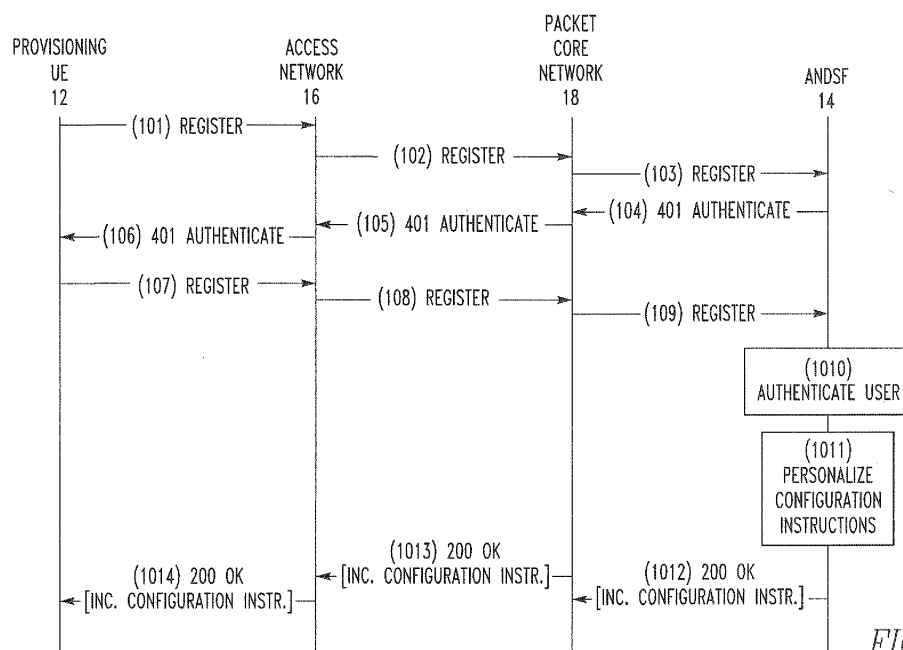 PROVISIONING
UE
12
ACCESS
NETWORK
16
PACKET
CORE
NETWORK
18
ANDSF
14
(101) REGISTER
(102) REGISTER
(103) REGISTER
(104) 401 AUTHENTICATE
(105) 401 AUTHENTICATE
(106) 401 AUTHENTICATE
(107) REGISTER
(108) REGISTER
(109) REGISTER
(1010)
AUTHENTICATE USER
(1011)
PERSONALIZE
CONFIGURATION
INSTRUCTIONS
(1012) 200 OK
[INC. CONFIGURATION INSTR.]
(1013) 200 OK
[INC. CONFIGURATION INSTR.]
(1014) 200 OK
[INC. CONFIGURATION INSTR.]